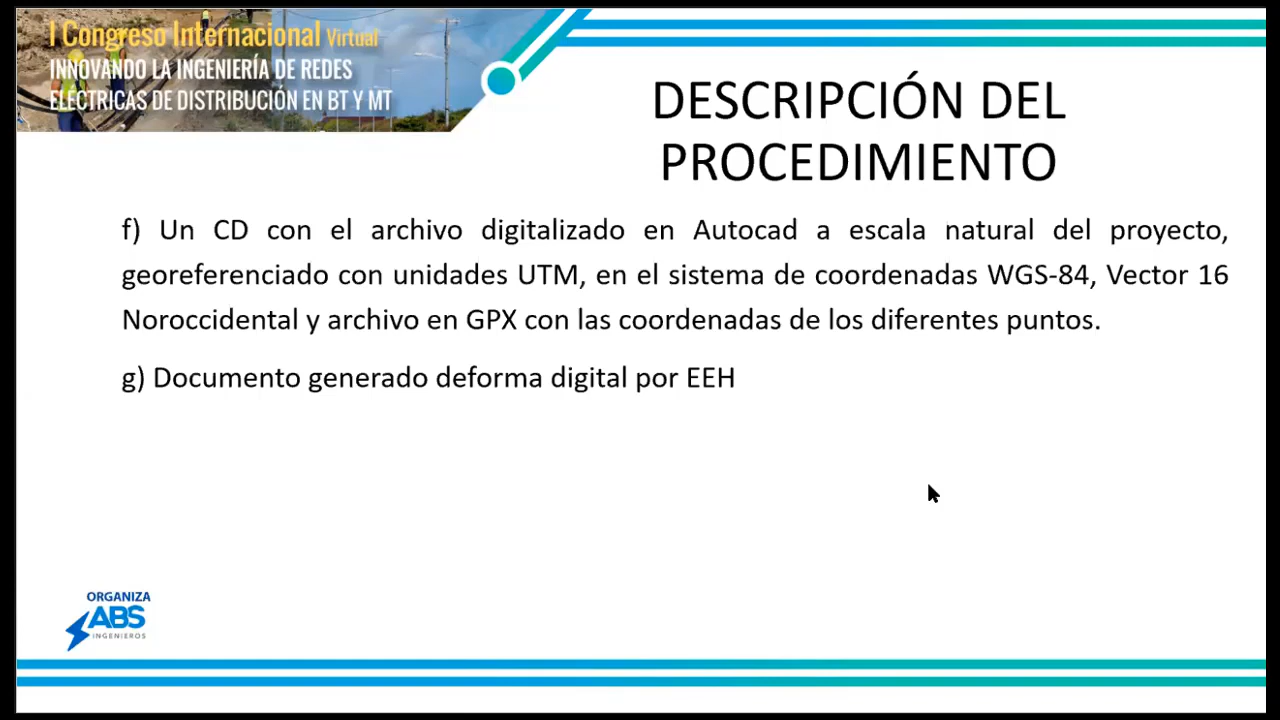 I Congreso Internacional Virtual
INNOVANDO LA INGENIERÍA DE REDES
ELÉCTRICAS DE DISTRIBUCIÓN EN BT Y MT
DESCRIPCIÓN DEL
PROCEDIMIENTO
f) Un CD con el archivo digitalizado en Autocad a escala natural del proyecto,
georeferenciado con unidades UTM, en el sistema de coordenadas WGS-84, Vector 16
Noroccidental y archivo en GPX con las coordenadas de los diferentes puntos.
g) Documento generado deforma digital por EEH
ORGANIZA
ABS
INGENIEROS